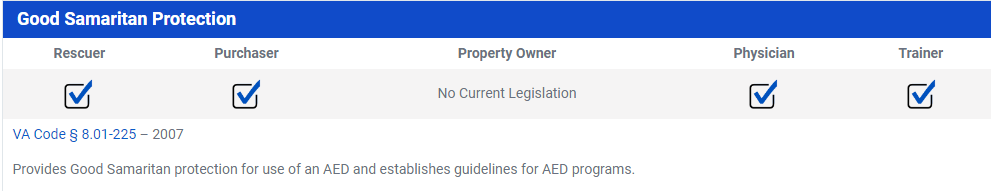 Good Samaritan Protection
Rescuer Purchaser Property Owner Physician Trainer
No Current Legislation
VA Code § 8.01-225 – 2007
Provides Good Samaritan protection for use of an AED and establishes guidelines for AED programs.